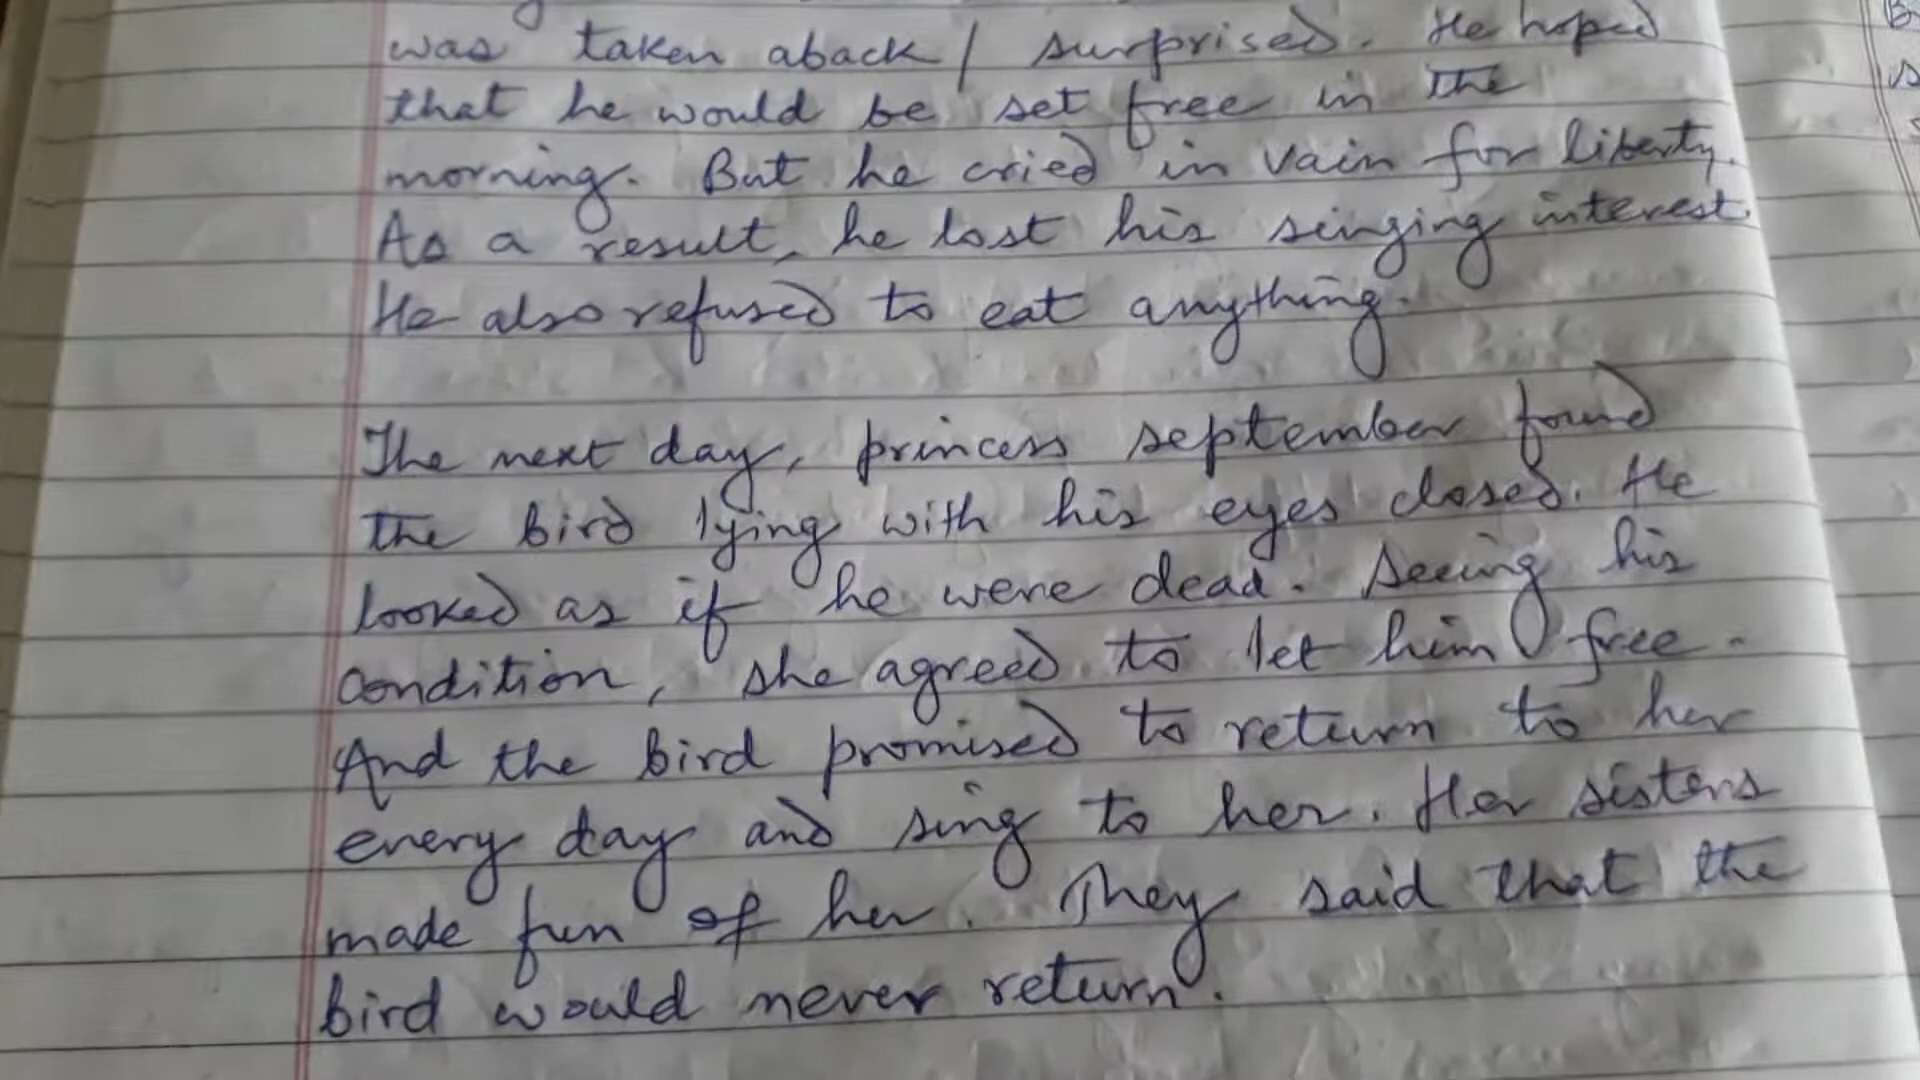 was taken aback / surprised. He hoped
that he would be set free in the
morning. But he cried in vain for liberty.
As a result, he lost his singing interest.
He also refused to eat anything.
The next day, princess september found
the bird lying with his eyes closed. He
looked as if he were dead. Seeing his
condition, she agreed to let him free.
And the bird promised to return to her
every day and sing to her. Her sisters
made fun of her. They said that the
bird would never return.